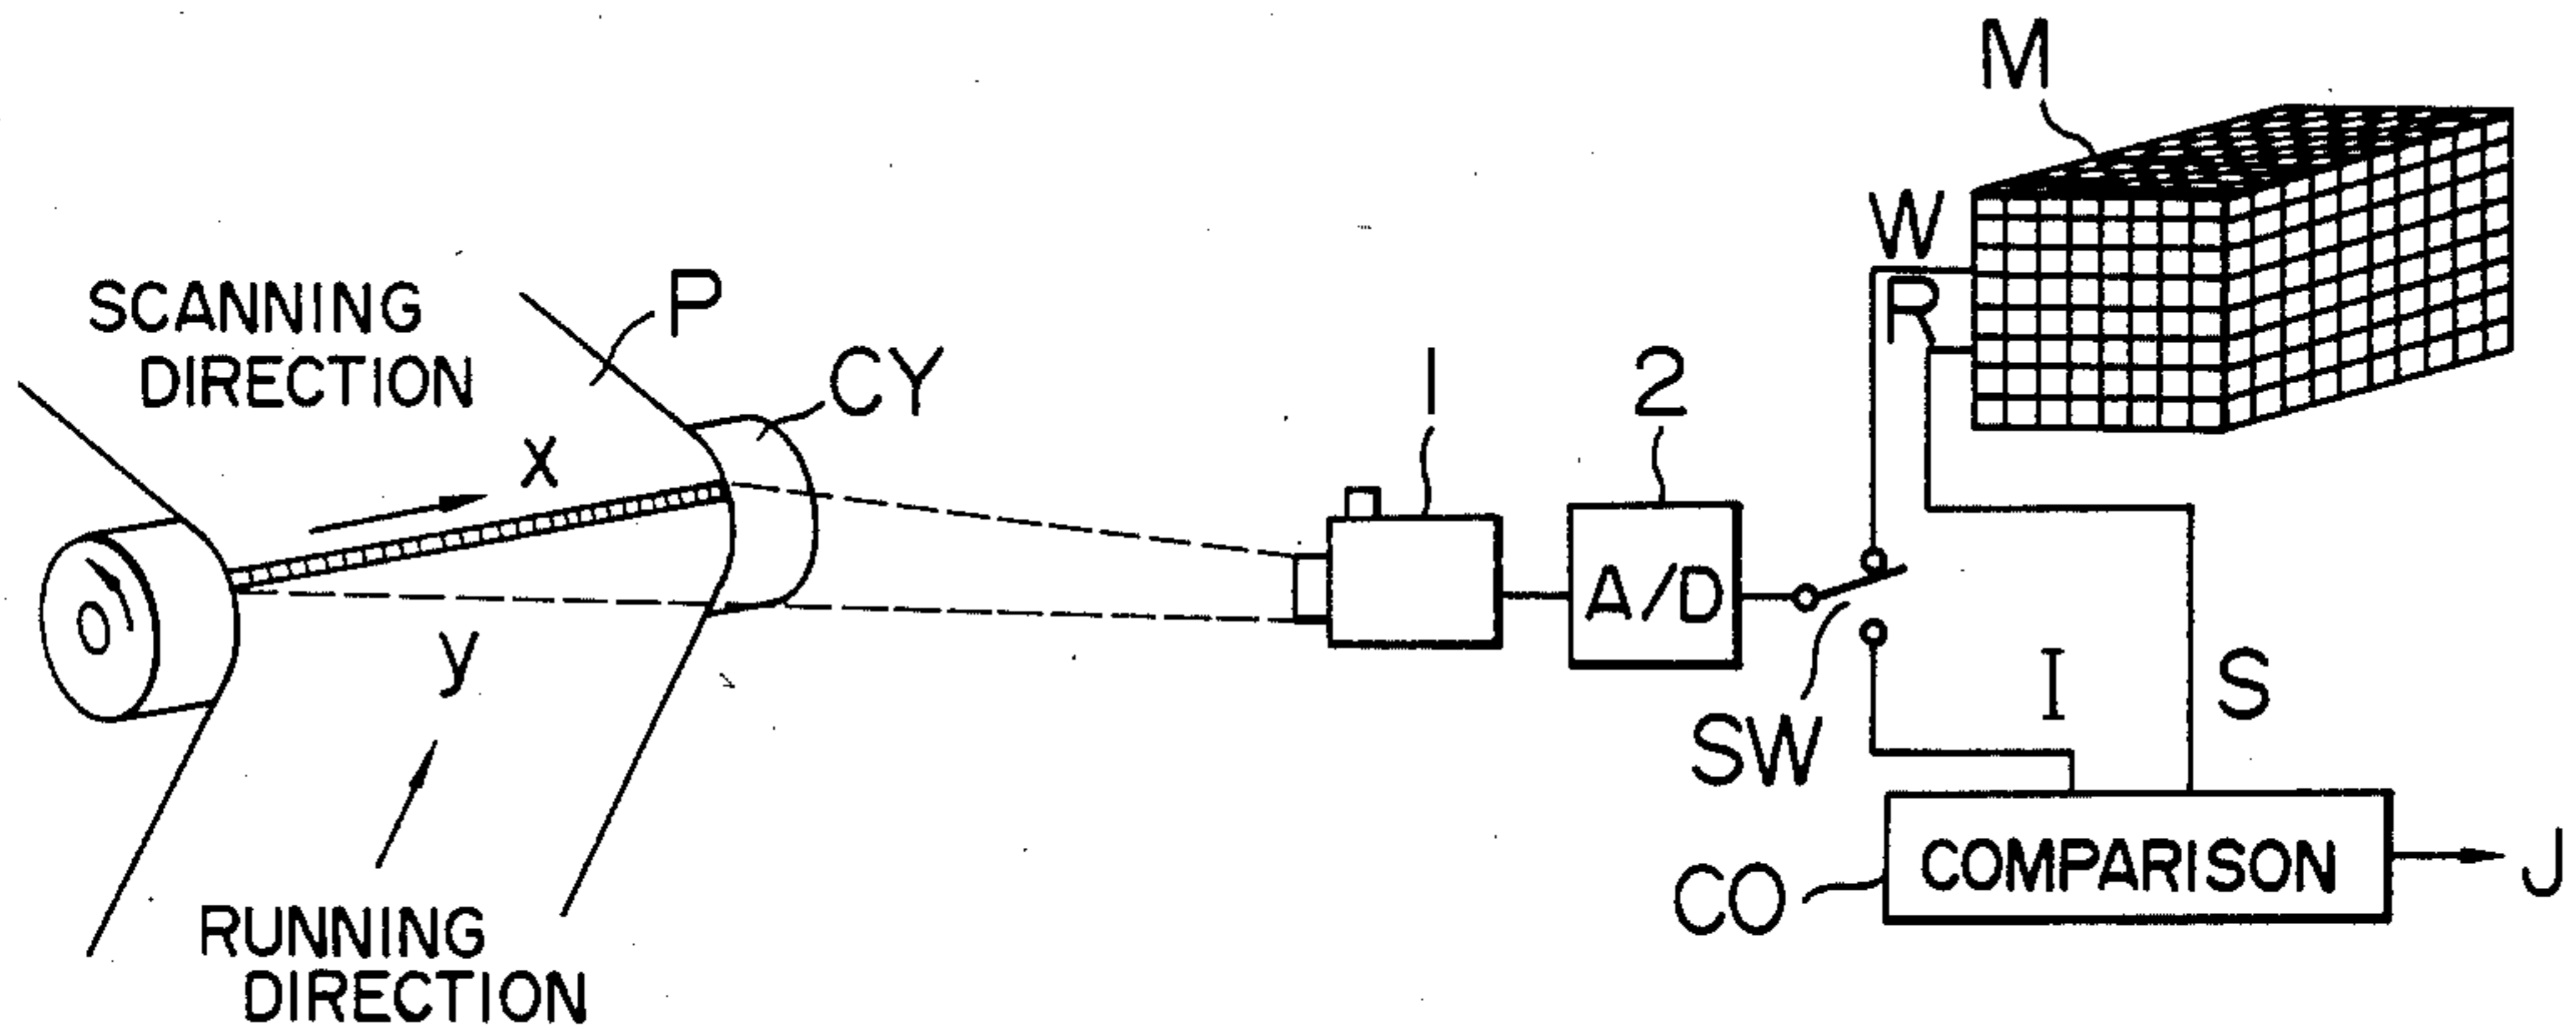 M
W
R
SCANNING
DIRECTION
P
CY
1
2
x
A/D
y
SW
I
S
CO
COMPARISON
J
RUNNING
DIRECTION